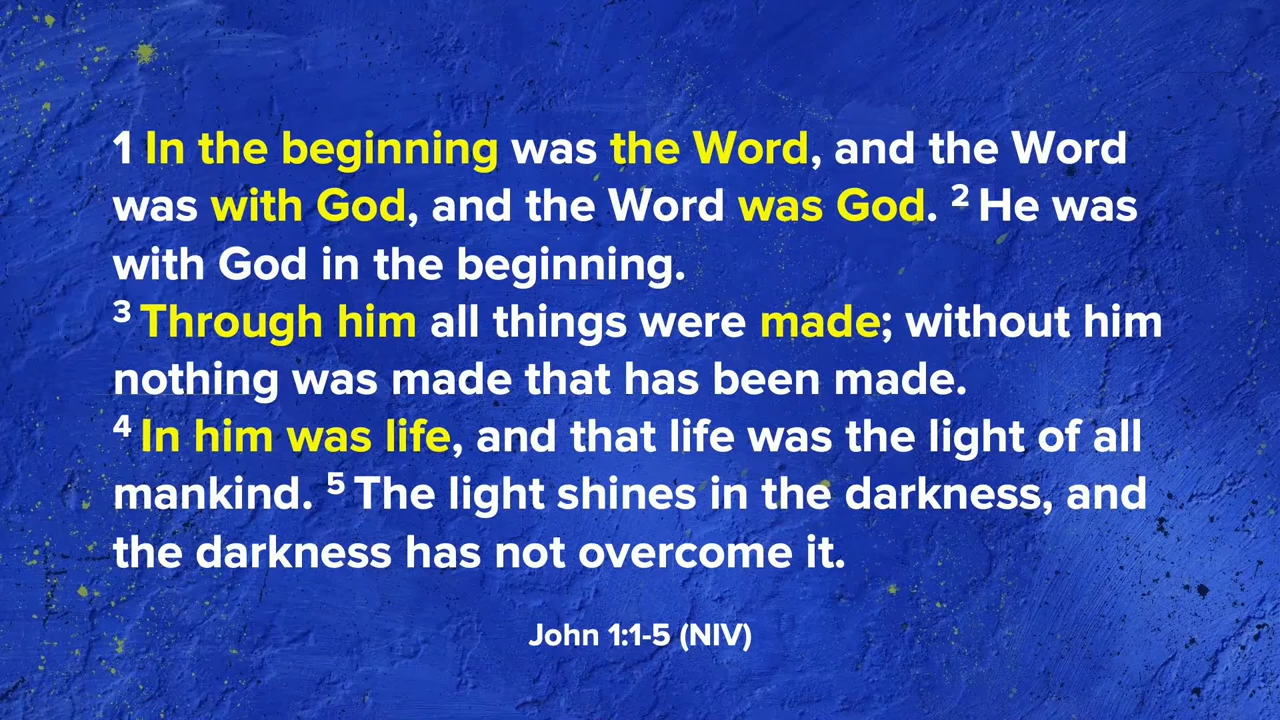 1 In the beginning was the Word, and the Word
was with God, and the Word was God. 2 He was
with God in the beginning.
3 Through him all things were made; without him
nothing was made that has been made.
4 In him was life, and that life was the light of all
mankind. 5 The light shines in the darkness, and
the darkness has not overcome it.
John 1:1-5 (NIV)